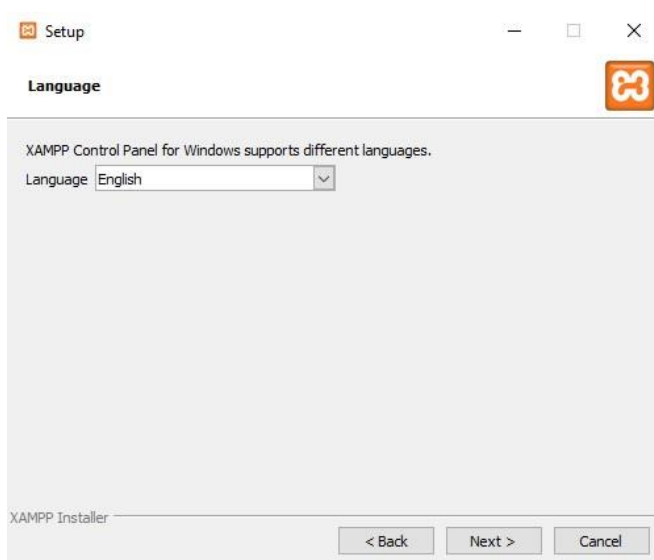 Setup
Language
XAMPP Control Panel for Windows supports different languages.
Language English
XAMPP Installer
< Back Next > Cancel